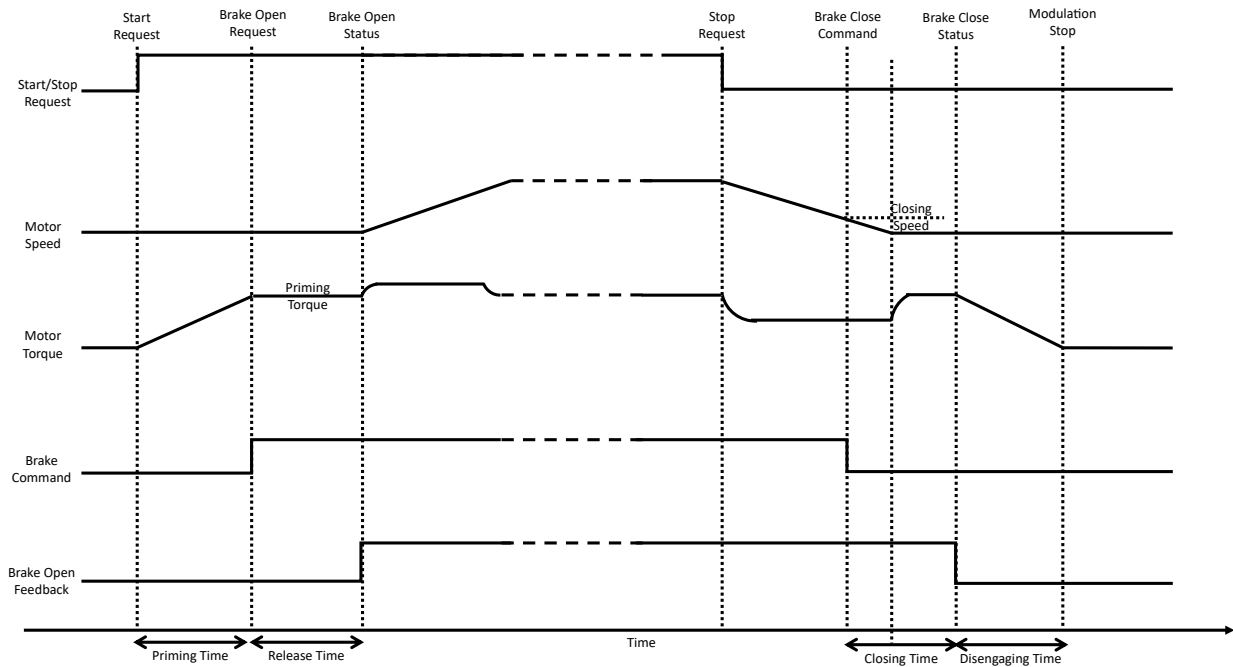 Start
Request
Brake Open
Request
Brake Open
Status
Stop
Request
Brake Close
Command
Brake Close
Status
Modulation
Stop
Start/Stop
Request
Motor
Speed
Closing
Speed
Priming
Torque
Motor
Torque
Brake
Command
Brake Open
Feedback
Time
Priming Time
Release Time
Closing Time
Disengaging Time